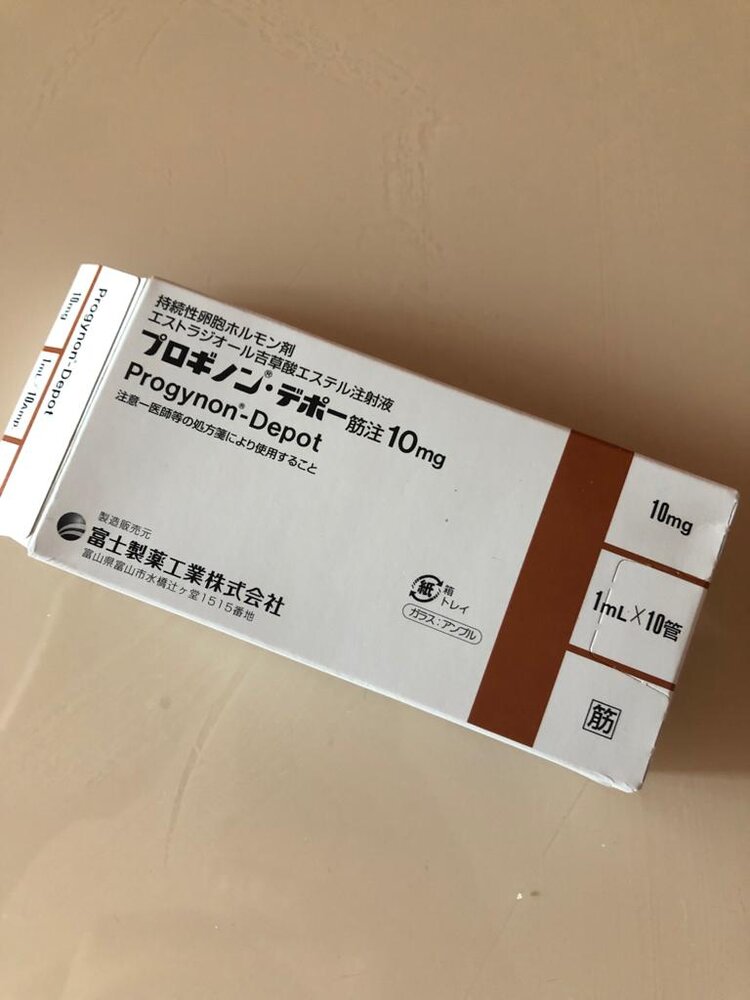 持続性卵胞ホルモン剤
エストラジオール吉草酸エステル注射液
プロギノン®・デポー筋注10mg
Progynon®-Depot
注意－医師等の処方箋により使用すること
製造販売元
富士製薬工業株式会社
富山県富山市水橋辻ヶ堂1515番地
紙 箱
トレイ
ガラス：アンプル
10mg
1mL×10管
筋
Progynon®-Depot
10mg
1mL / 10Amp